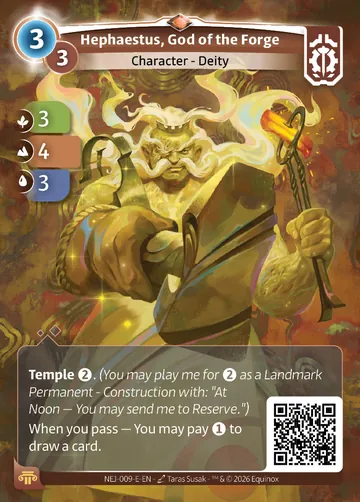 3
3
Hephaestus, God of the Forge
Character - Deity
3
4
3
Temple 2. (You may play me for 2 as a Landmark
Permanent - Construction with: "At
Noon — You may send me to Reserve.")
When you pass — You may pay 1 to
draw a card.
NEJ-009-E-EN - Taras Susak - ™ & © 2026 Equinox